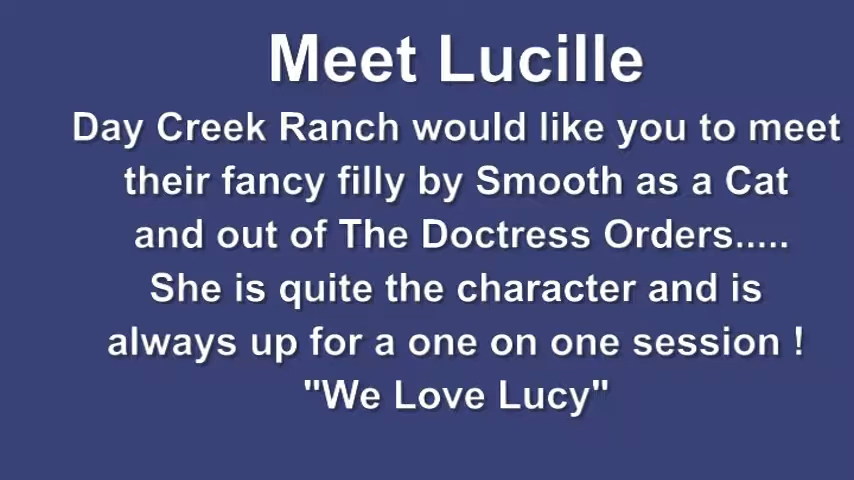 Meet Lucille
Day Creek Ranch would like you to meet
their fancy filly by Smooth as a Cat
and out of The Doctress Orders.....
She is quite the character and is
always up for a one on one session !
"We Love Lucy"